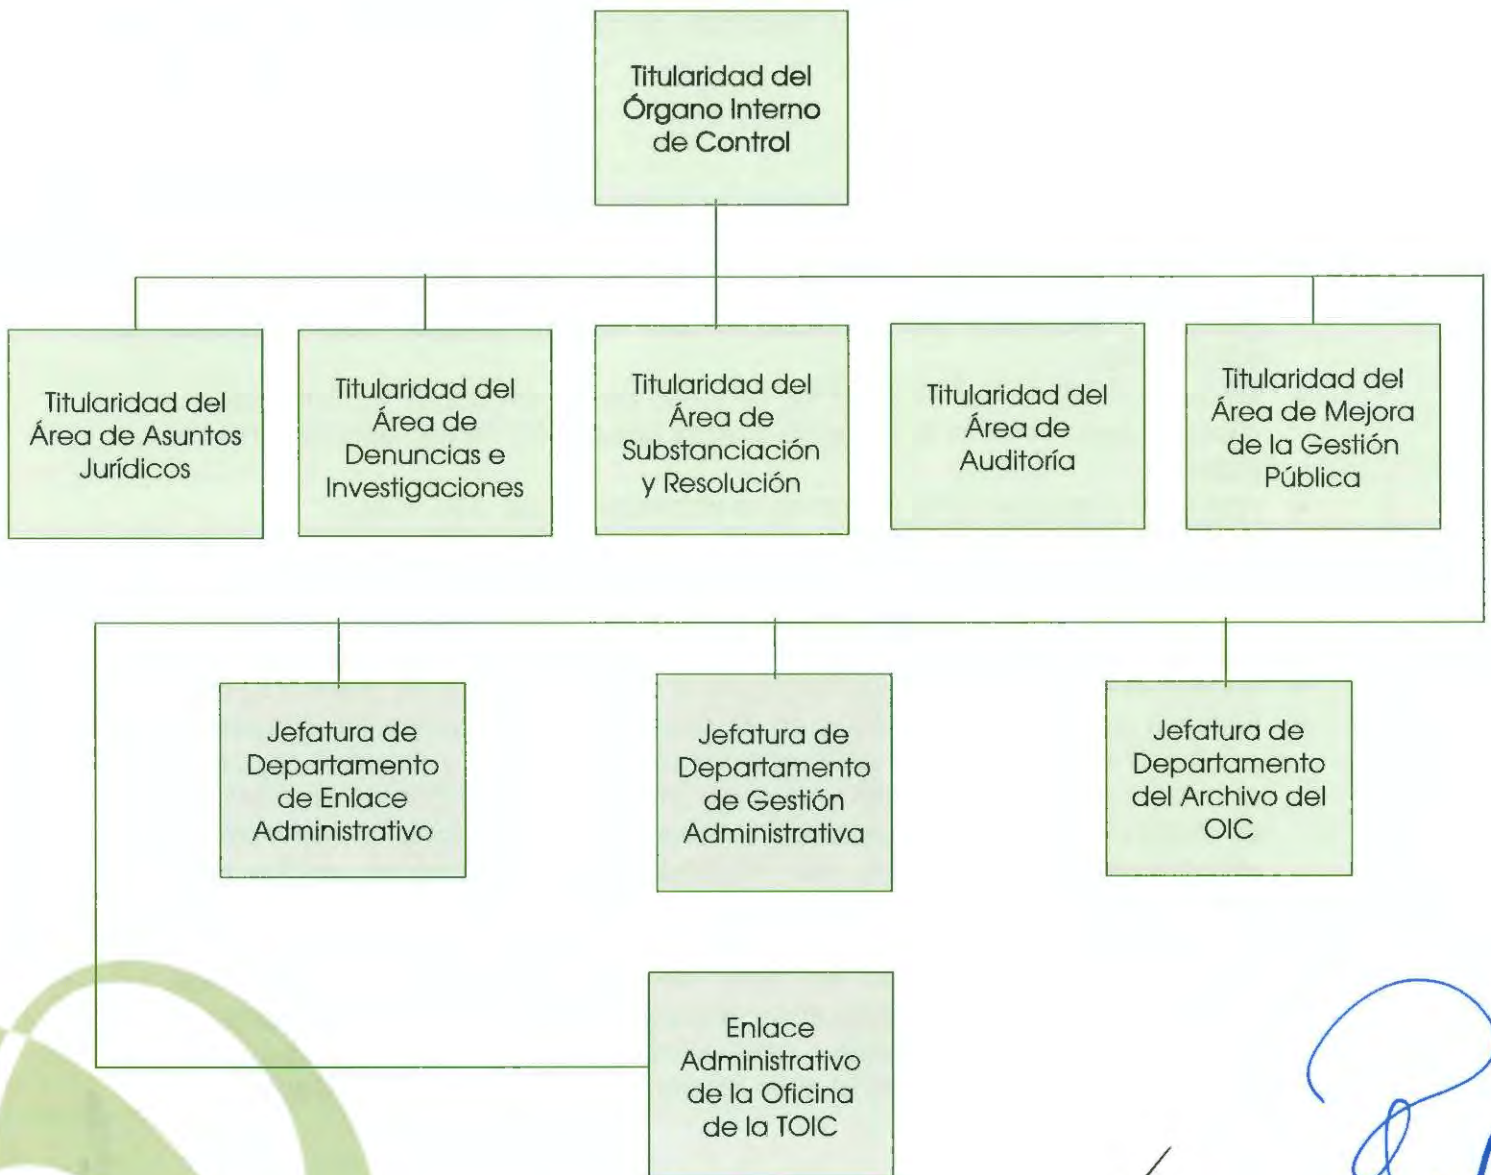 Titularidad del
Órgano Interno
de Control
Titularidad del
Área de Asuntos
Jurídicos
Titularidad del
Área de
Denuncias e
Investigaciones
Titularidad del
Área de
Substanciación
y Resolución
Titularidad del
Área de
Auditoría
Titularidad del
Área de Mejora
de la Gestión
Pública
Jefatura de
Departamento
de Enlace
Administrativo
Jefatura de
Departamento
de Gestión
Administrativa
Jefatura de
Departamento
del Archivo del
OIC
Enlace
Administrativo
de la Oficina
de la TOIC